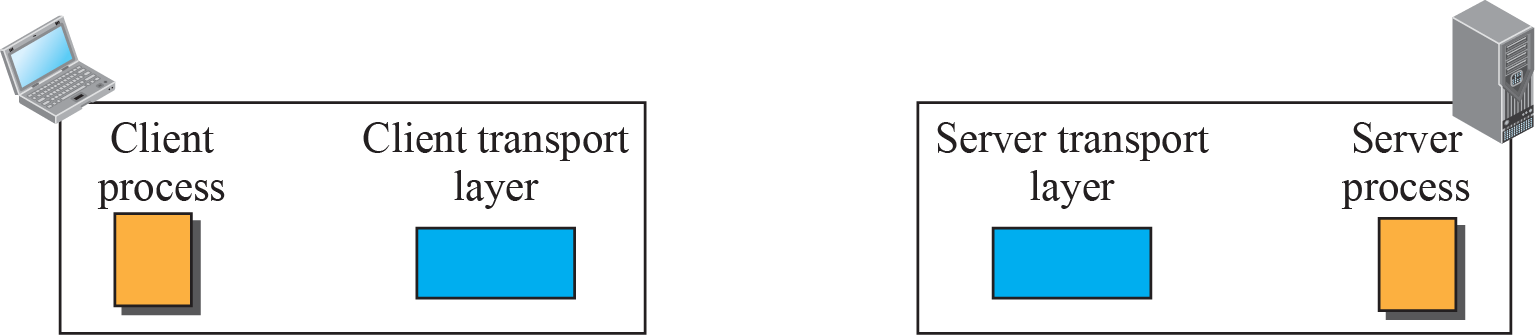 Client
process
Client transport
layer
Server transport
layer
Server
process